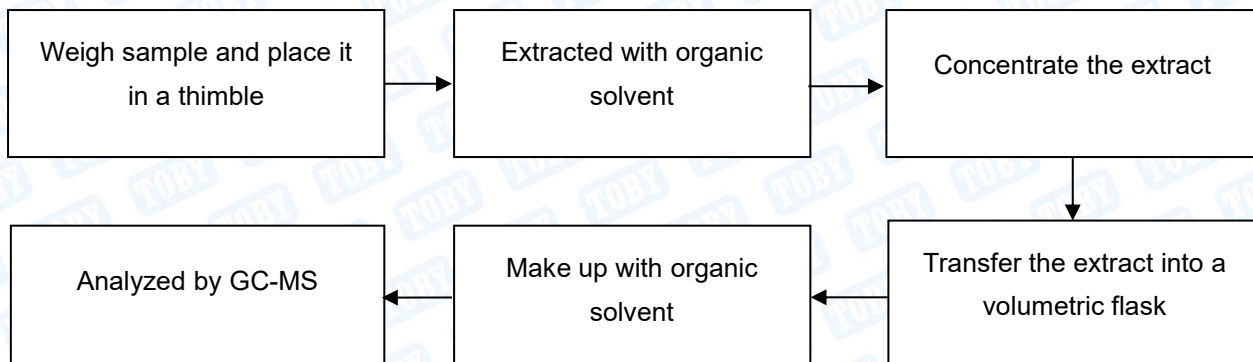 Weigh sample and place it
in a thimble
Extracted with organic
solvent
Concentrate the extract
Transfer the extract into a
volumetric flask
Make up with organic
solvent
Analyzed by GC-MS
TOBY